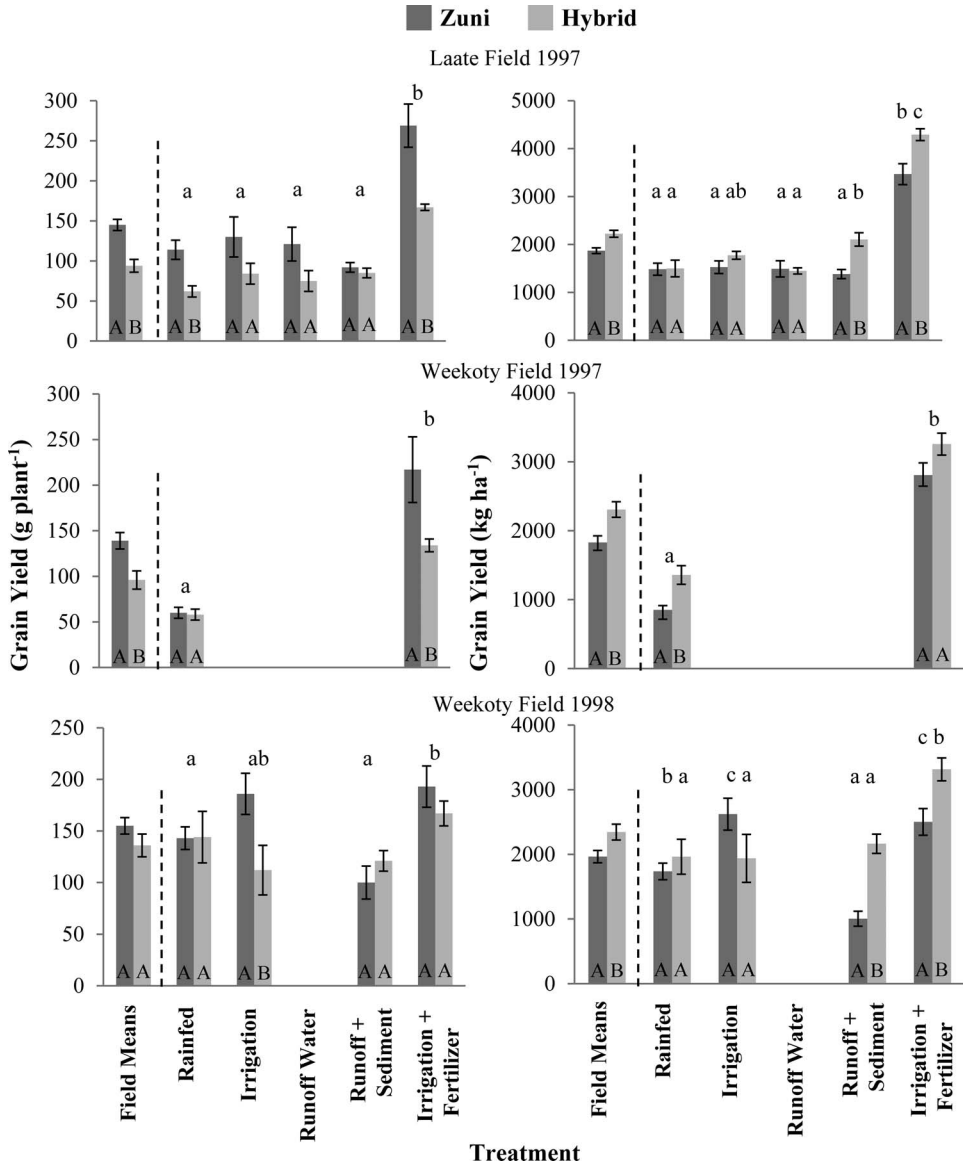 Zuni Hybrid
Laate Field 1997
300
250
200
150
100
50
0
a a a a b
A B A B A A A A A A A B
5000
4000
3000
2000
1000
0
a a a ab a a a b b c
A B A A A A A A A B A B
Weekoty Field 1997
Grain Yield (g plant⁻¹)
300
250
200
150
100
50
0
a b
A B A A A B
Grain Yield (kg ha⁻¹)
4000
3000
2000
1000
0
a b
A B A B A A
Weekoty Field 1998
250
200
150
100
50
0
a ab a b
A A A A A B A A A A
4000
3000
2000
1000
0
b a c a a a c b
A B A A A A A B A B
Field Means
Rainfed
Irrigation
Runoff Water
Runoff +
Sediment
Irrigation +
Fertilizer
Field Means
Rainfed
Irrigation
Runoff Water
Runoff +
Sediment
Irrigation +
Fertilizer
Treatment